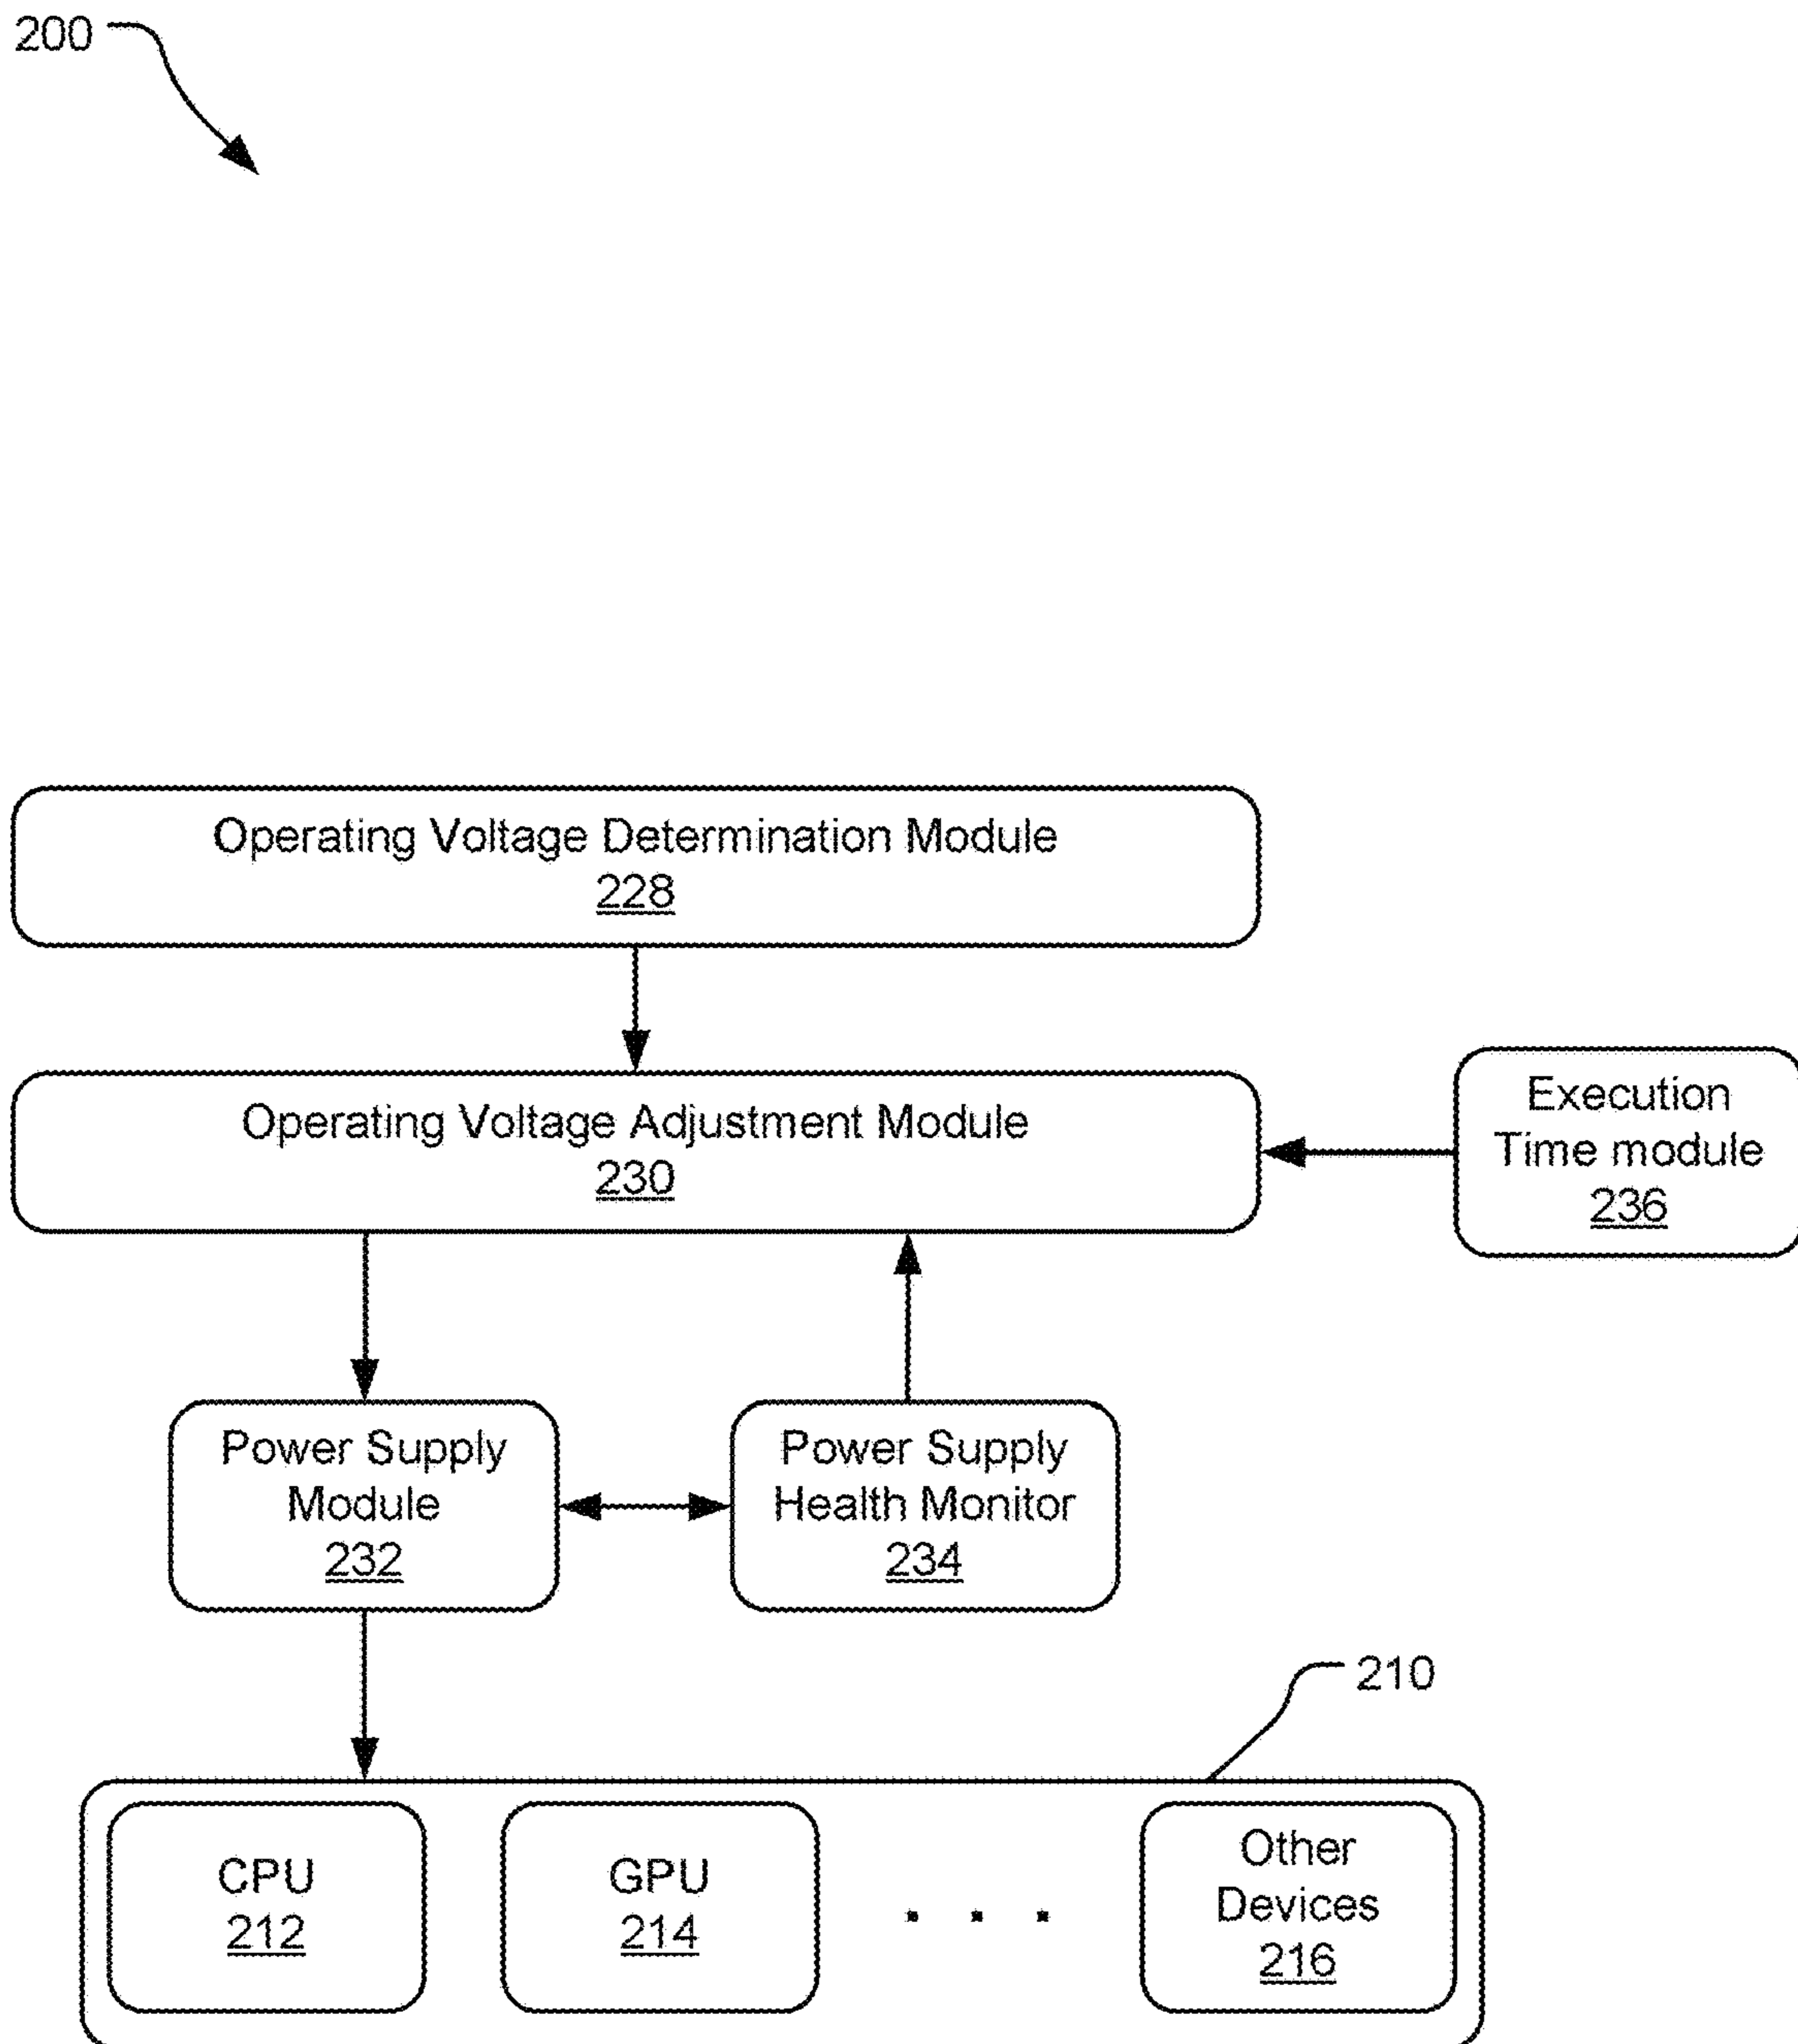 200
Operating Voltage Determination Module
228
Operating Voltage Adjustment Module
230
Execution
Time module
236
Power Supply
Module
232
Power Supply
Health Monitor
234
210
CPU
212
GPU
214
. . .
Other
Devices
216